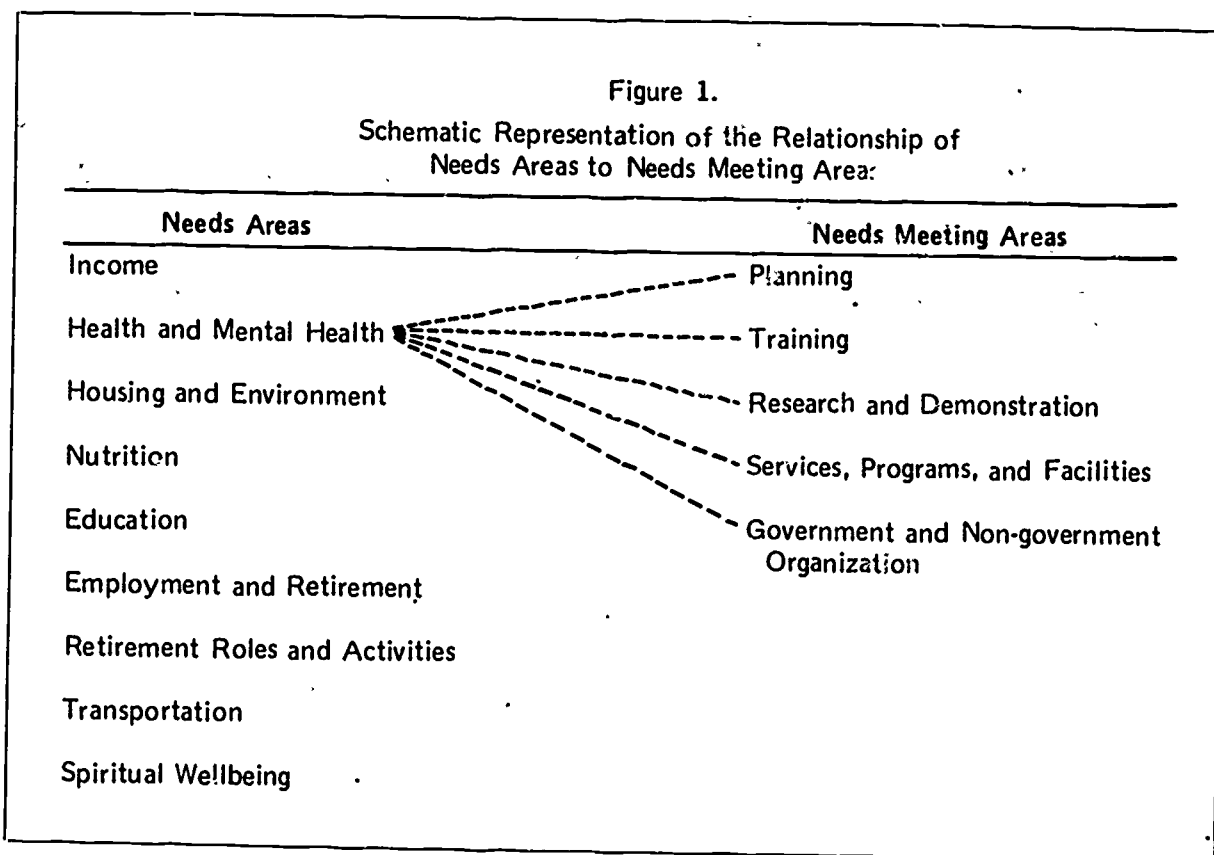 Figure 1.
Schematic Representation of the Relationship of
Needs Areas to Needs Meeting Area:
Needs Areas
Needs Meeting Areas
Income
Health and Mental Health
Housing and Environment
Nutrition
Education
Employment and Retirement
Retirement Roles and Activities
Transportation
Spiritual Wellbeing
Planning
Training
Research and Demonstration
Services, Programs, and Facilities
Government and Non-government
Organization